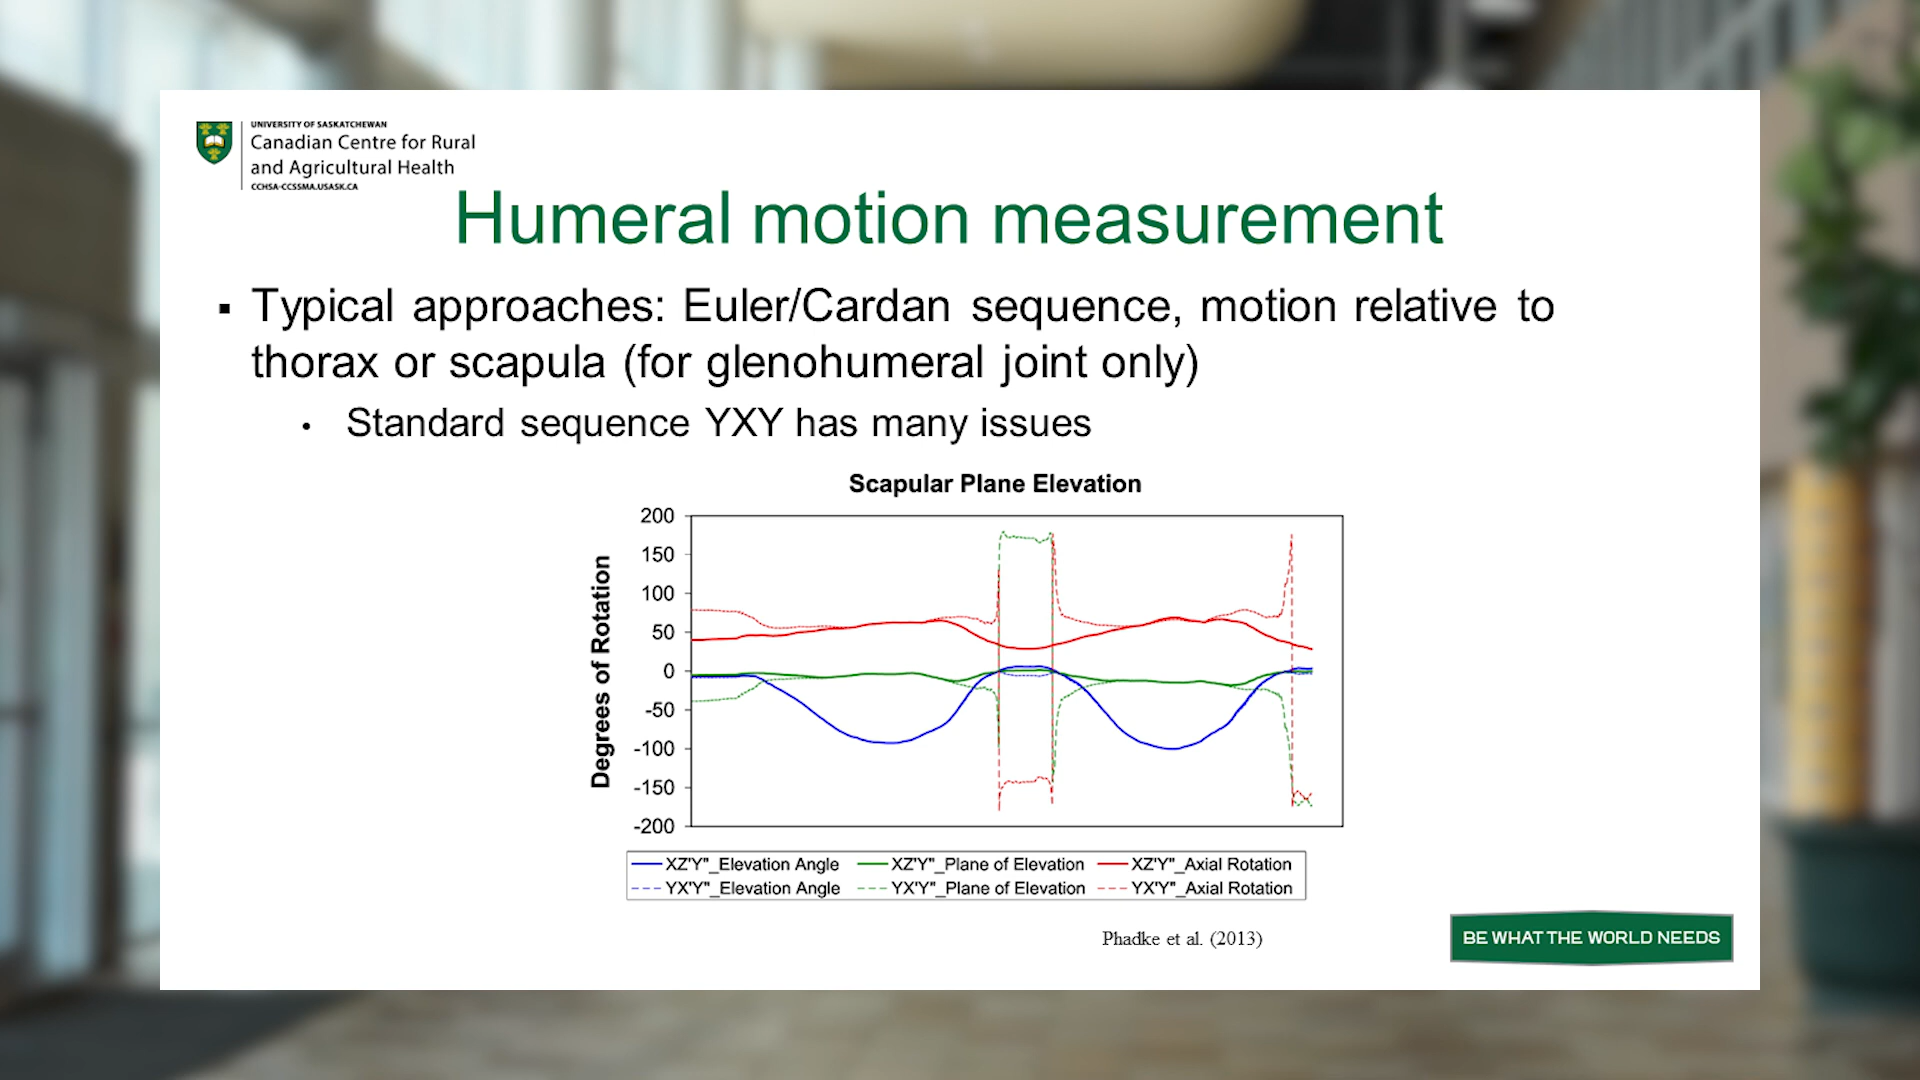 UNIVERSITY OF SASKATCHEWAN
Canadian Centre for Rural
and Agricultural Health
CCHSA-CCSSMA.USASK.CA
Humeral motion measurement
▪ Typical approaches: Euler/Cardan sequence, motion relative to
thorax or scapula (for glenohumeral joint only)
• Standard sequence YXY has many issues
Scapular Plane Elevation
Degrees of Rotation
200
150
100
50
0
-50
-100
-150
-200
XZ'Y"_Elevation Angle XZ'Y"_Plane of Elevation XZ'Y"_Axial Rotation
YX'Y"_Elevation Angle YX'Y"_Plane of Elevation YX'Y"_Axial Rotation
Phadke et al. (2013)
BE WHAT THE WORLD NEEDS